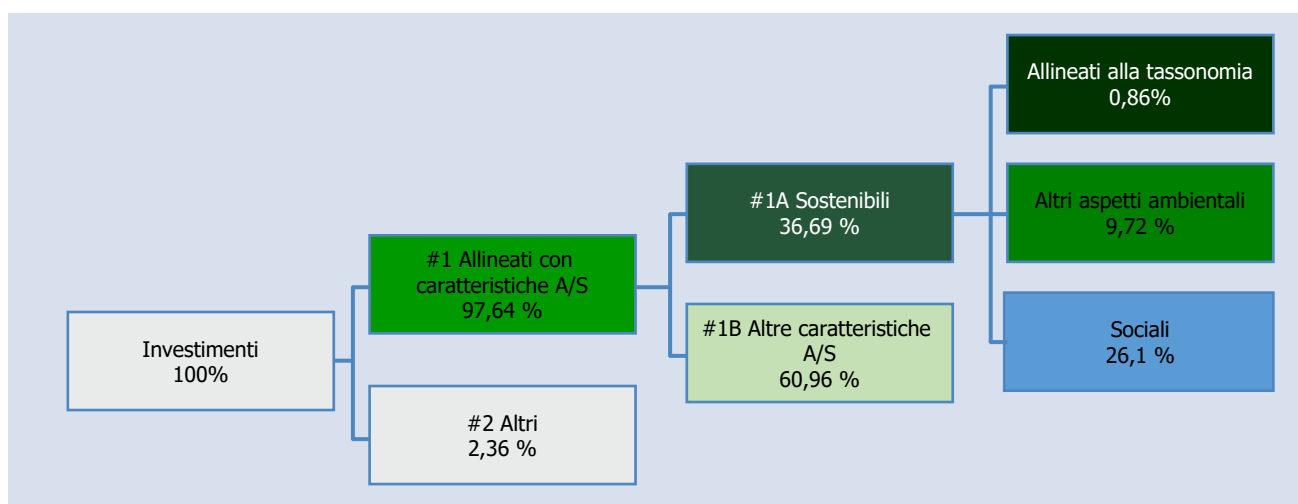 Investimenti
100%
#1 Allineati con
caratteristiche A/S
97,64 %
#2 Altri
2,36 %
#1A Sostenibili
36,69 %
#1B Altre caratteristiche
A/S
60,96 %
Allineati alla tassonomia
0,86%
Altri aspetti ambientali
9,72 %
Sociali
26,1 %